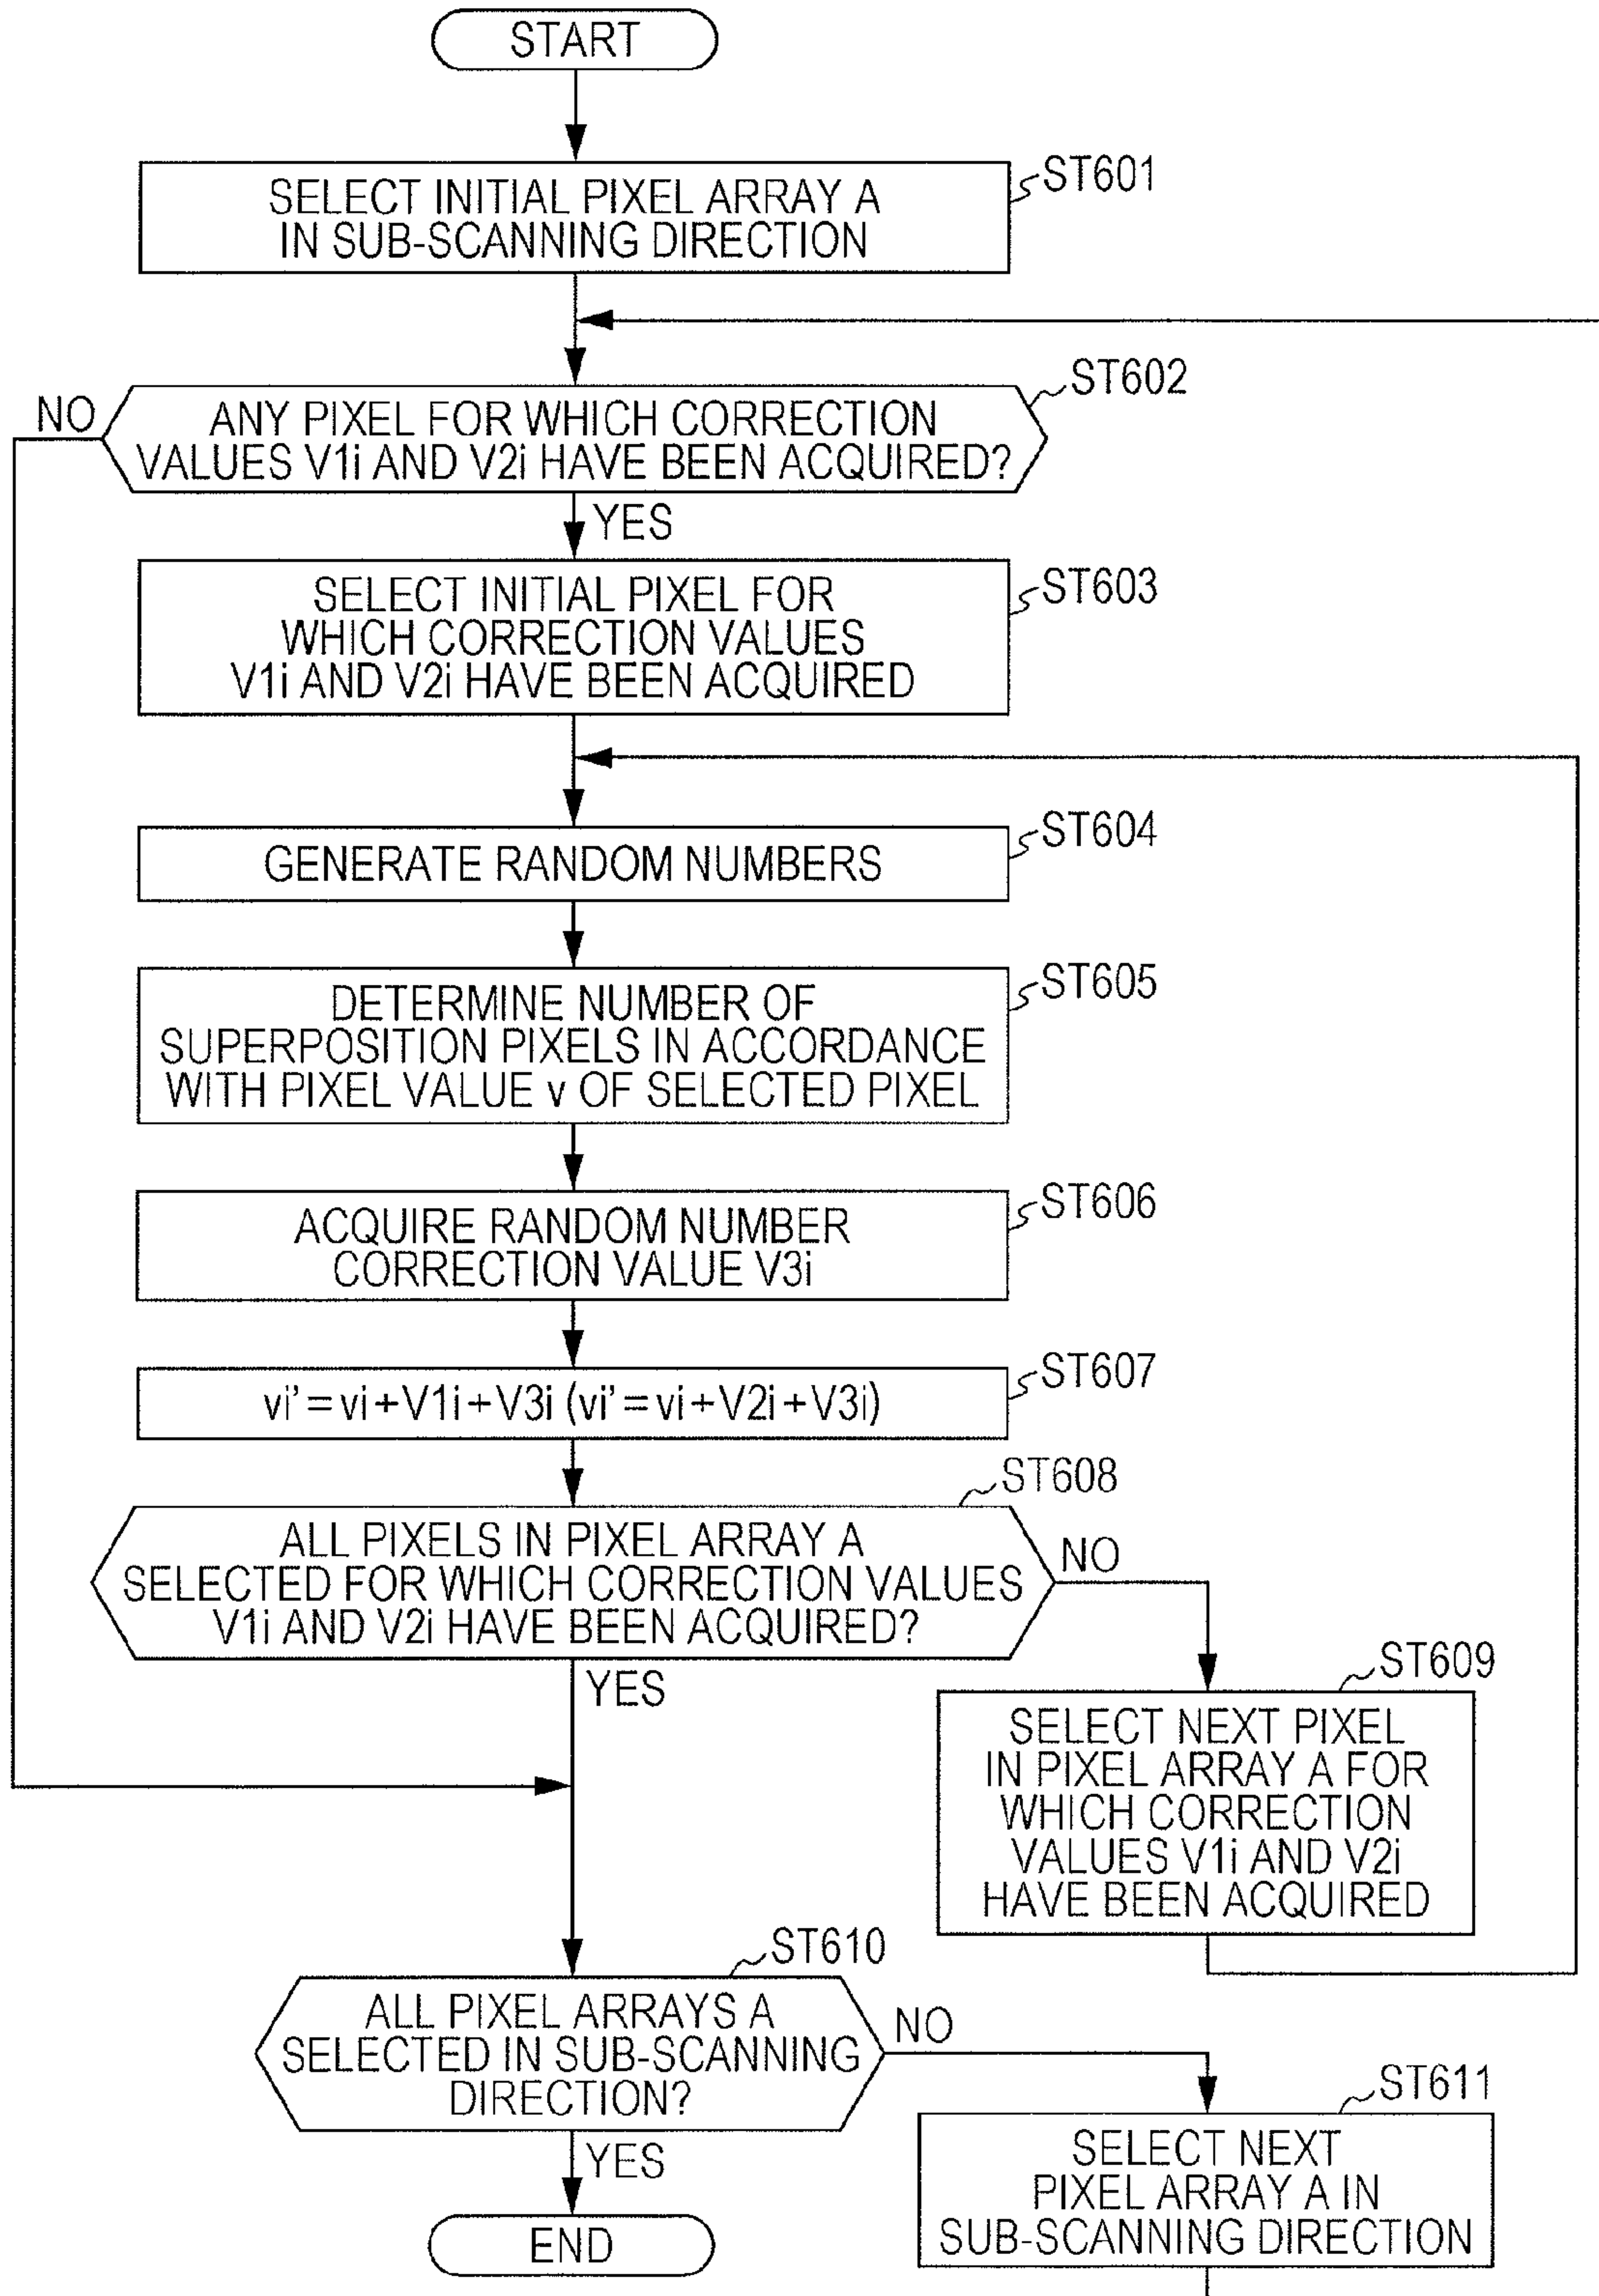 START
ST601
SELECT INITIAL PIXEL ARRAY A
IN SUB-SCANNING DIRECTION
ST602
NO
ANY PIXEL FOR WHICH CORRECTION
VALUES V1i AND V2i HAVE BEEN ACQUIRED?
YES
ST603
SELECT INITIAL PIXEL FOR
WHICH CORRECTION VALUES
V1i AND V2i HAVE BEEN ACQUIRED
ST604
GENERATE RANDOM NUMBERS
ST605
DETERMINE NUMBER OF
SUPERPOSITION PIXELS IN ACCORDANCE
WITH PIXEL VALUE v OF SELECTED PIXEL
ST606
ACQUIRE RANDOM NUMBER
CORRECTION VALUE V3i
ST607
vi' = vi+V1i+V3i (vi' = vi+V2i+V3i)
ST608
ALL PIXELS IN PIXEL ARRAY A
SELECTED FOR WHICH CORRECTION VALUES
V1i AND V2i HAVE BEEN ACQUIRED?
NO
YES
ST609
SELECT NEXT PIXEL
IN PIXEL ARRAY A FOR
WHICH CORRECTION
VALUES V1i AND V2i
HAVE BEEN ACQUIRED
ST610
ALL PIXEL ARRAYS A
SELECTED IN SUB-SCANNING
DIRECTION?
NO
YES
ST611
SELECT NEXT
PIXEL ARRAY A IN
SUB-SCANNING DIRECTION
END